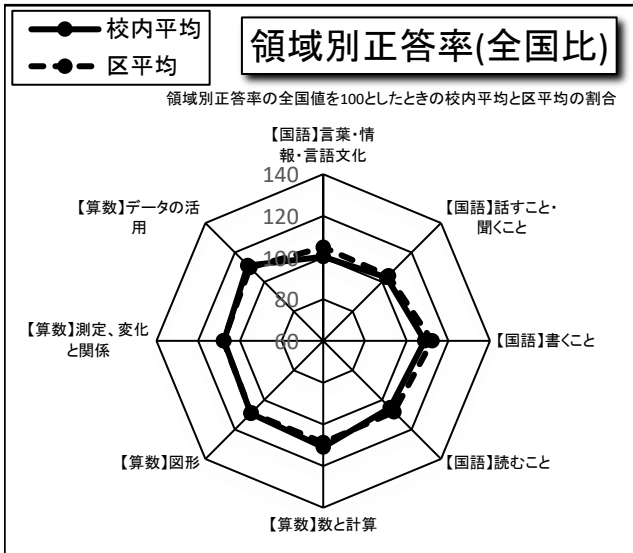 校内平均
区平均
領域別正答率(全国比)
領域別正答率の全国値を100としたときの校内平均と区平均の割合
【国語】言葉・情
報・言語文化
【国語】話すこと・
聞くこと
【国語】書くこと
【国語】読むこと
【算数】数と計算
【算数】図形
【算数】測定、変化
と関係
【算数】データの活
用
140
120
100
80
60